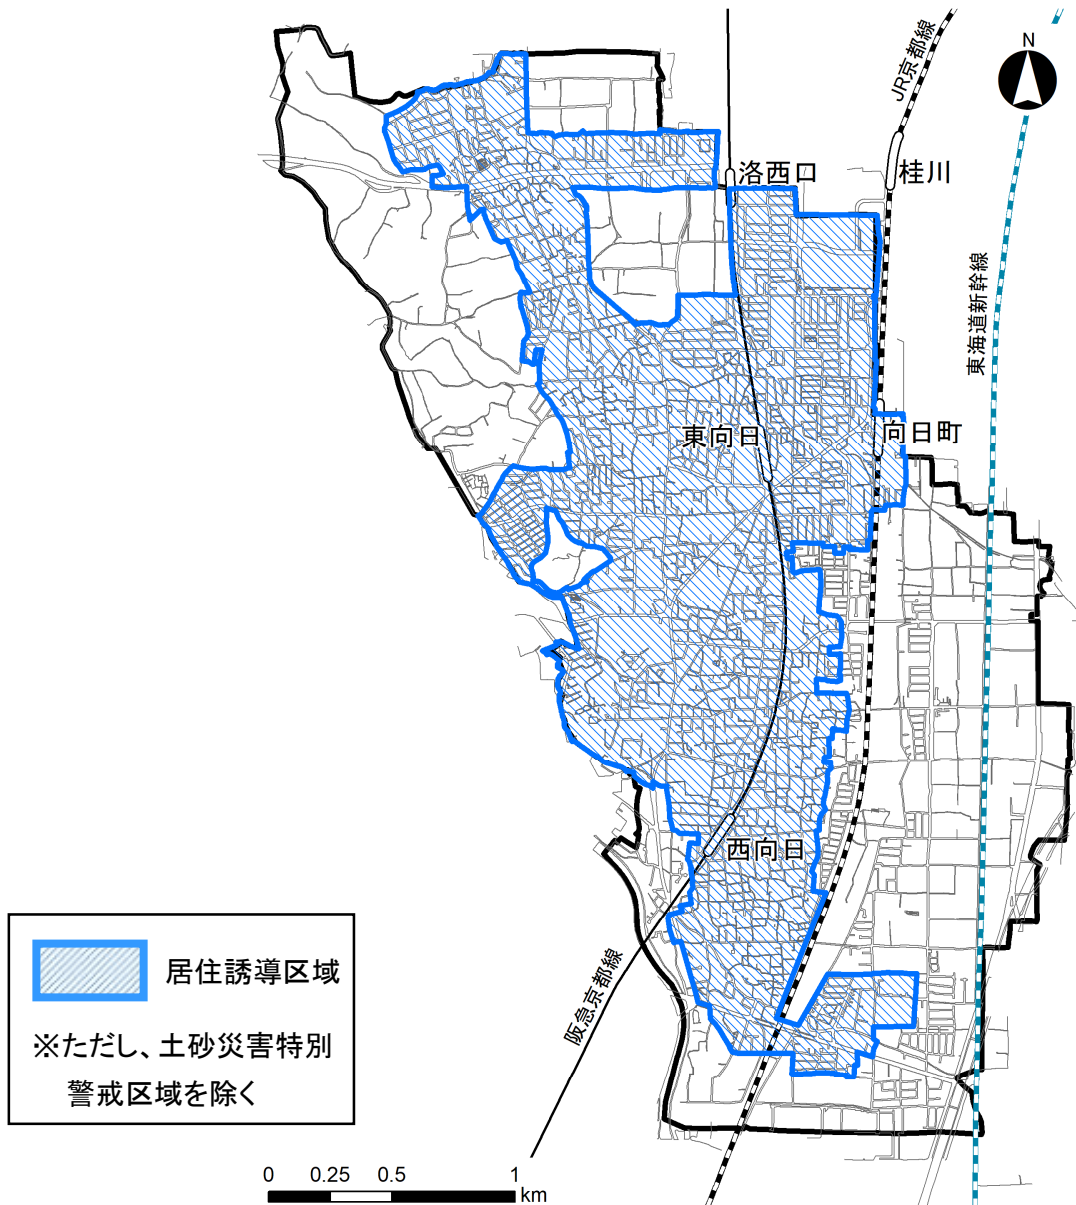 N
JR京都線
洛西口
桂川
東海道新幹線
東向日
向日町
西向日
阪急京都線
居住誘導区域
※ただし、土砂災害特別
警戒区域を除く
0 0.25 0.5 1
km